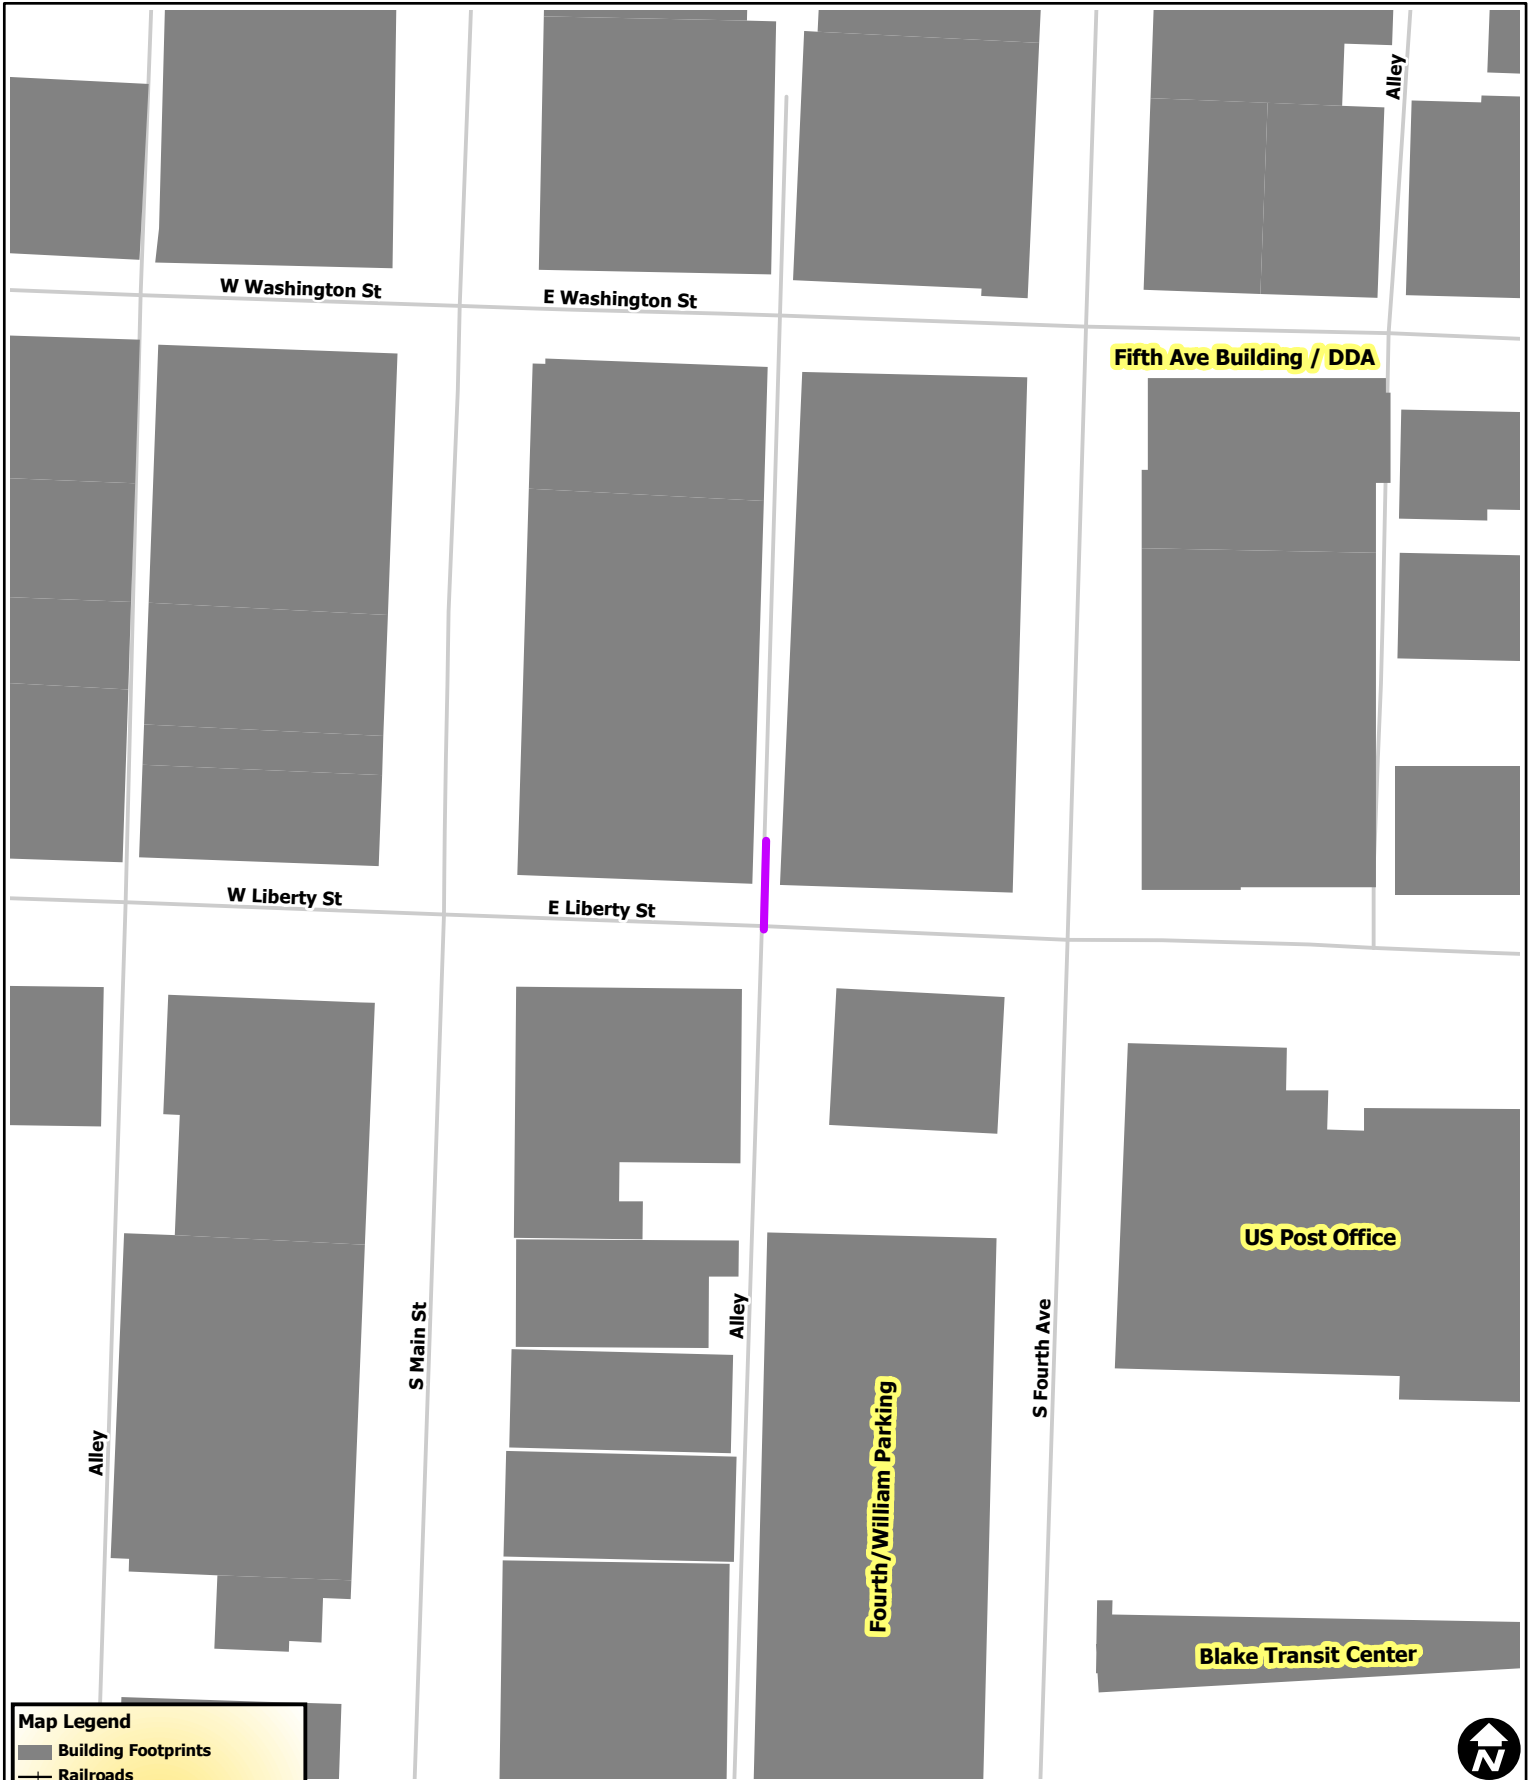 Alley
W Washington St
E Washington St
Fifth Ave Building / DDA
W Liberty St
E Liberty St
US Post Office
Alley
S Main St
S Fourth Ave
Fourth/William Parking
Alley
Blake Transit Center
Map Legend
Building Footprints
Railroads
N